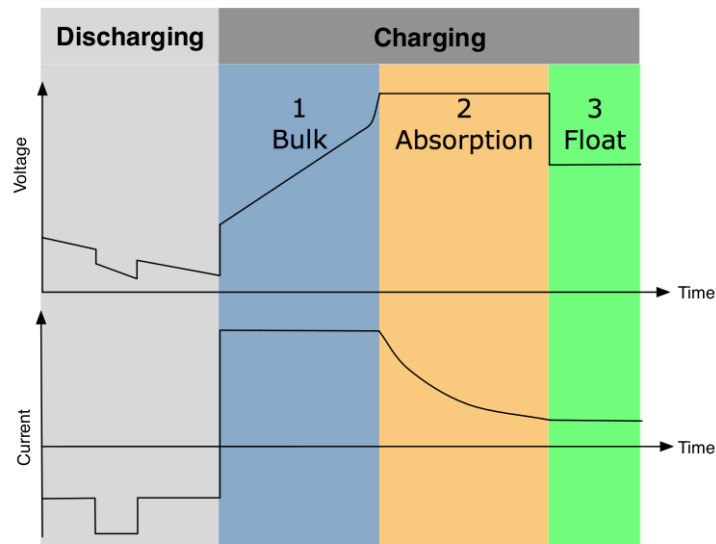 Discharging
Charging
1
Bulk
2
Absorption
3
Float
Voltage
Time
Current
Time